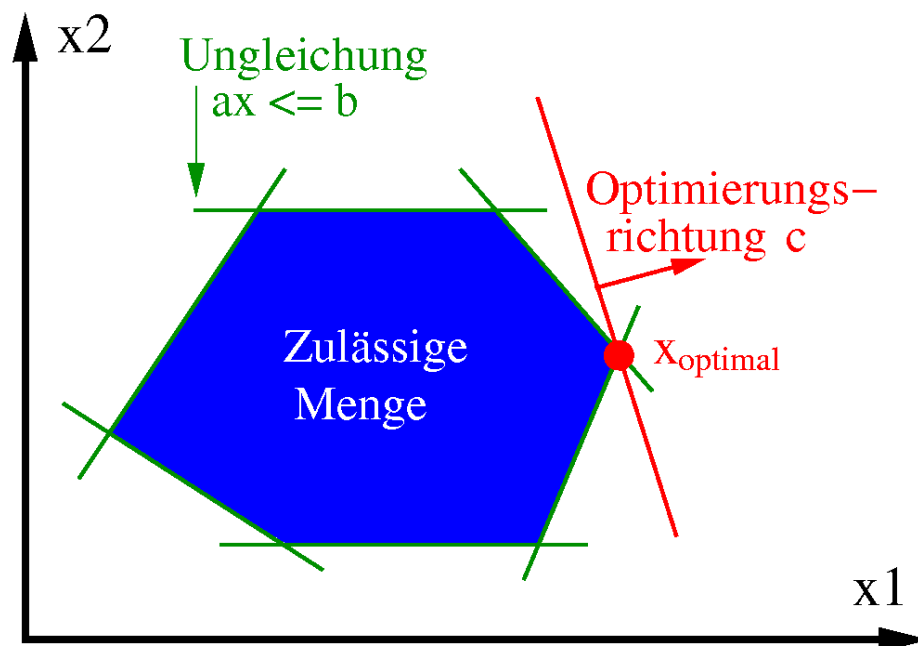 x2
Ungleichung
ax <= b
Optimierungs–
richtung c
Zulässige
Menge
xoptimal
x1